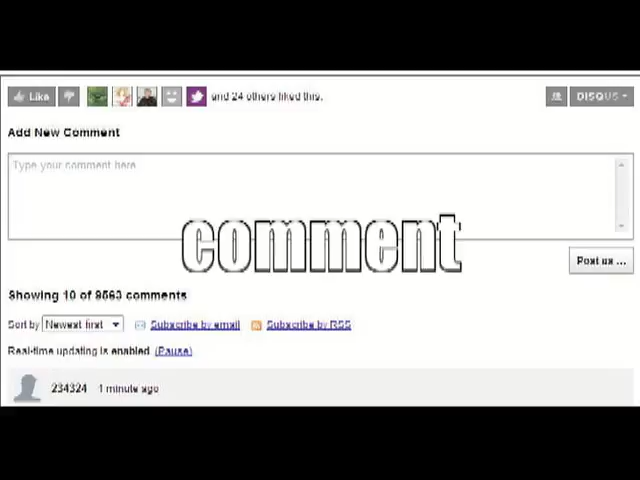 Like and 24 others liked this. DISQUS
Add New Comment
Type your comment here.
comment
Post as ...
Showing 10 of 9563 comments
Sort by Newest first Subscribe by email Subscribe by RSS
Real-time updating is enabled. (Pause)
234324 1 minute ago